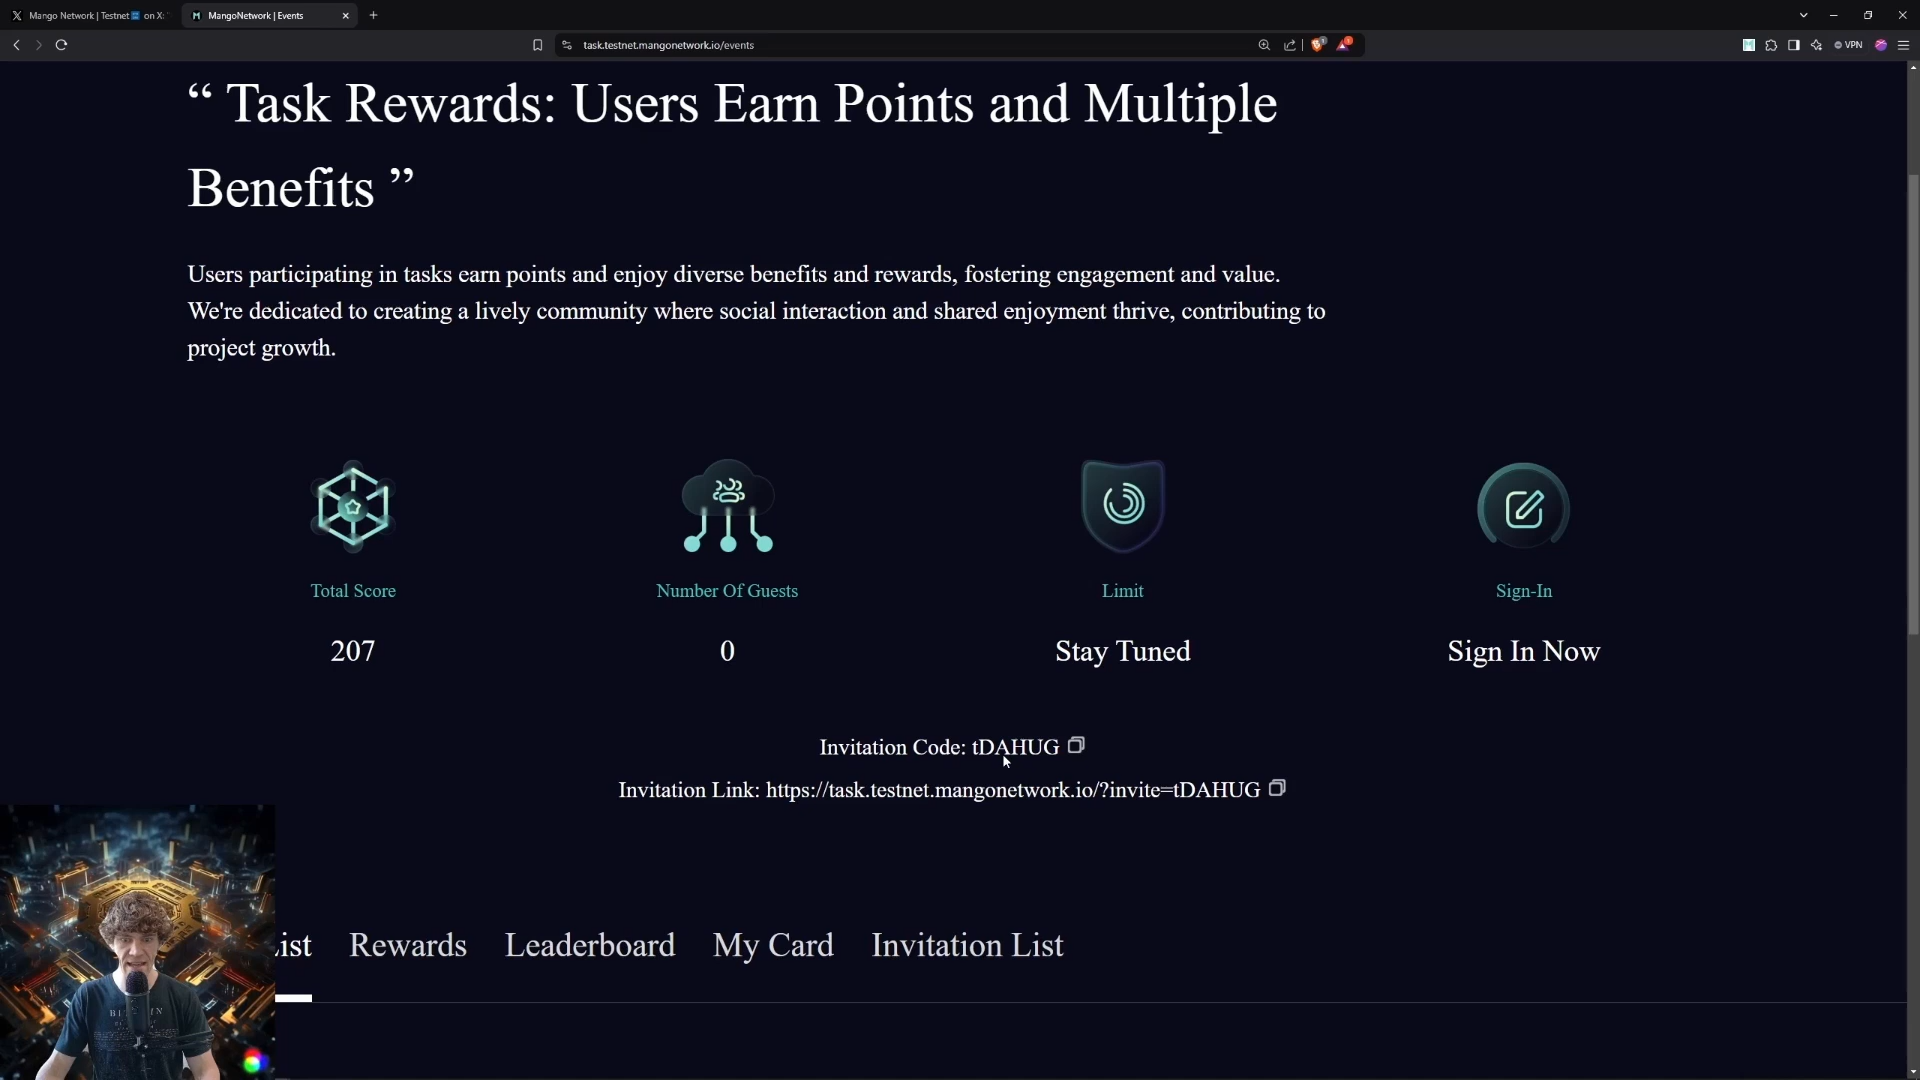 Mango Network | Testnet🟦 on X: "
MangoNetwork | Events
task.testnet.mangonetwork.io/events
VPN
“ Task Rewards: Users Earn Points and Multiple
Benefits ”
Users participating in tasks earn points and enjoy diverse benefits and rewards, fostering engagement and value.
We're dedicated to creating a lively community where social interaction and shared enjoyment thrive, contributing to
project growth.
Total Score
Number Of Guests
Limit
Sign-In
207
0
Stay Tuned
Sign In Now
Invitation Code: tDAHUG
Invitation Link: https://task.testnet.mangonetwork.io/?invite=tDAHUG
List Rewards Leaderboard My Card Invitation List